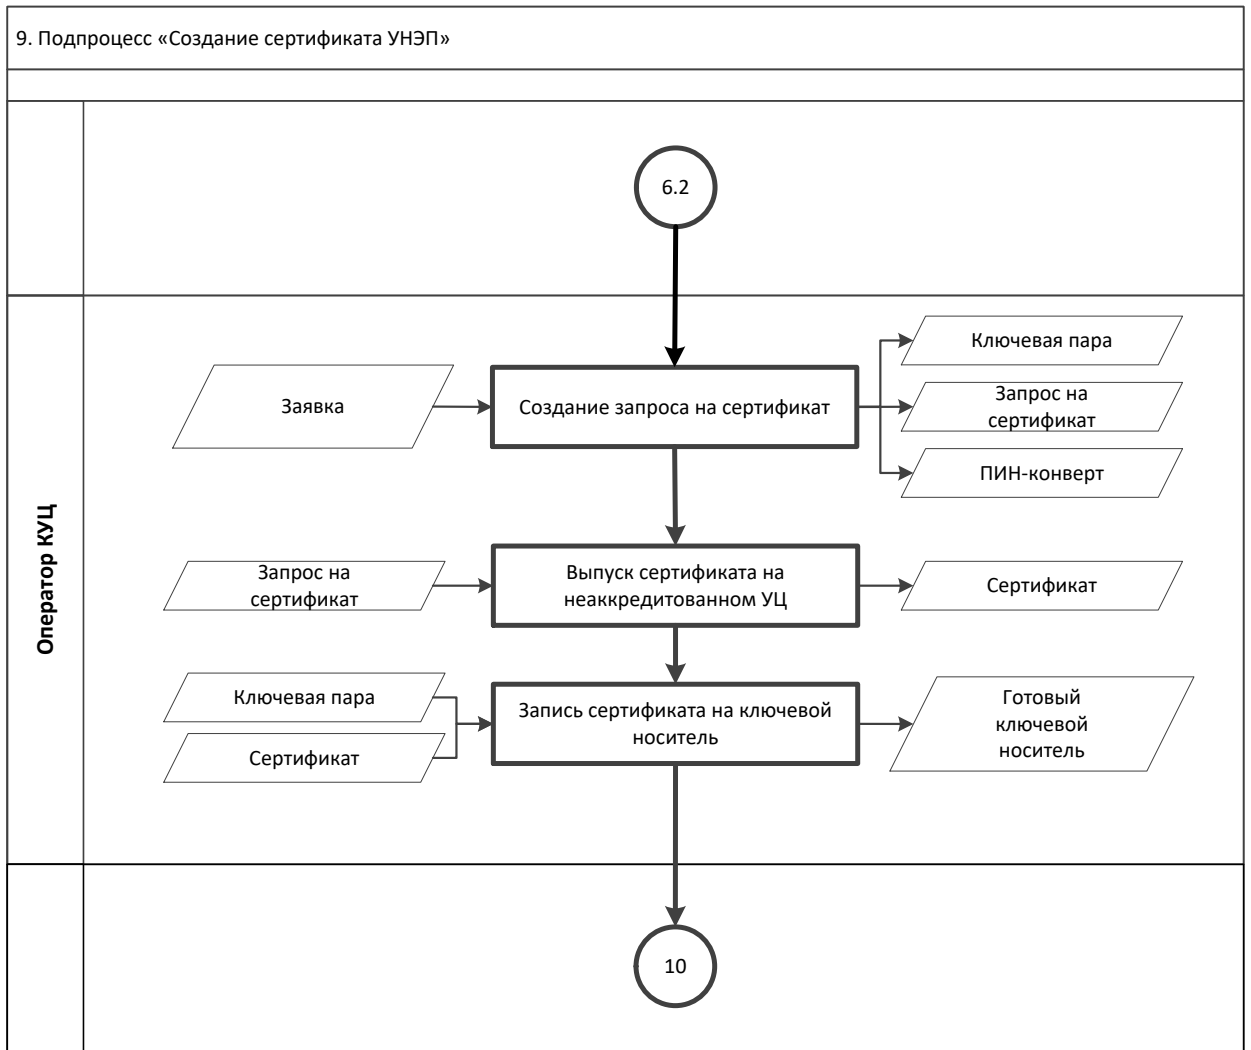 9. Подпроцесс «Создание сертификата УНЭП»
6.2
Оператор КУЦ
Заявка
Создание запроса на сертификат
Ключевая пара
Запрос на
сертификат
ПИН-конверт
Запрос на
сертификат
Выпуск сертификата на
неаккредитованном УЦ
Сертификат
Ключевая пара
Сертификат
Запись сертификата на ключевой
носитель
Готовый
ключевой
носитель
10